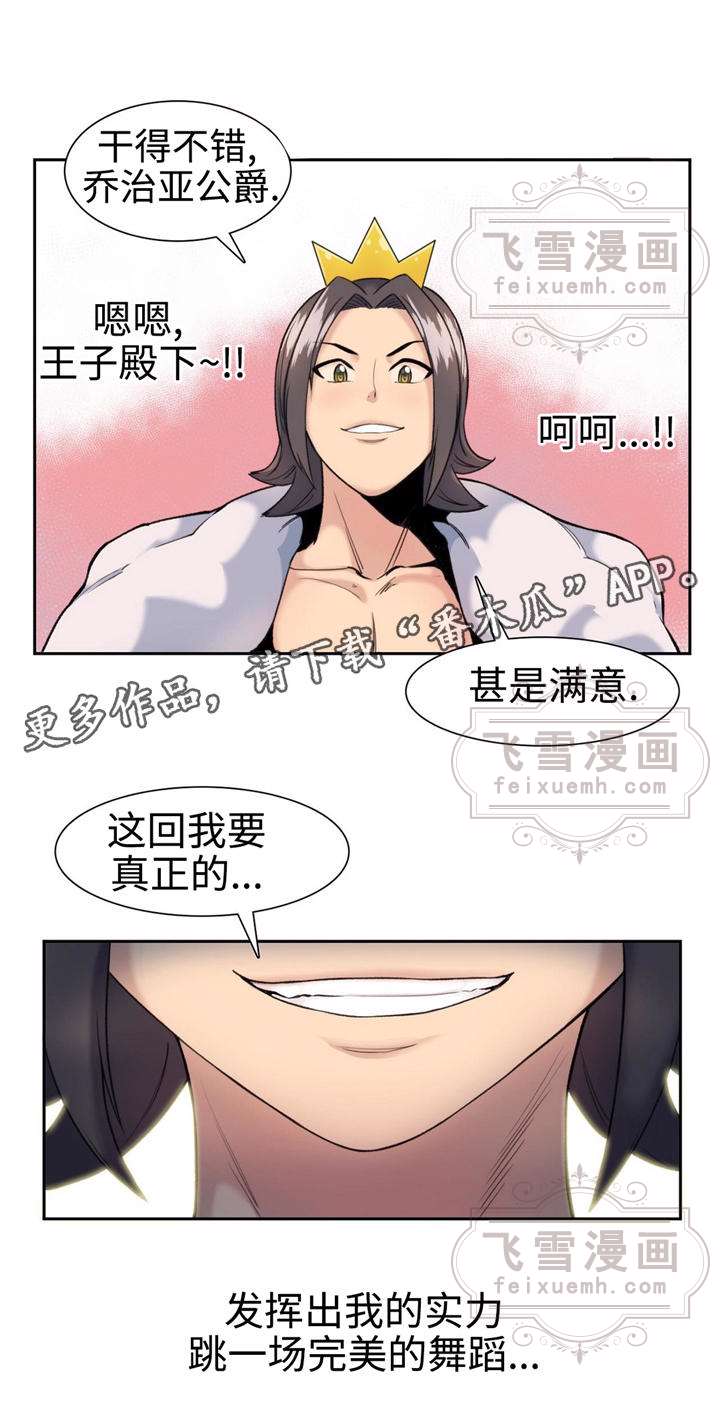 干得不错,
乔治亚公爵.
飞雪漫画
feixuemh.com
嗯嗯,
王子殿下~!!
呵呵...!!
更多作品，请下载“番木瓜”APP。
甚是满意.
飞雪漫画
feixuemh.com
这回我要
真正的...
飞雪漫画
feixuemh.com
发挥出我的实力
跳一场完美的舞蹈...